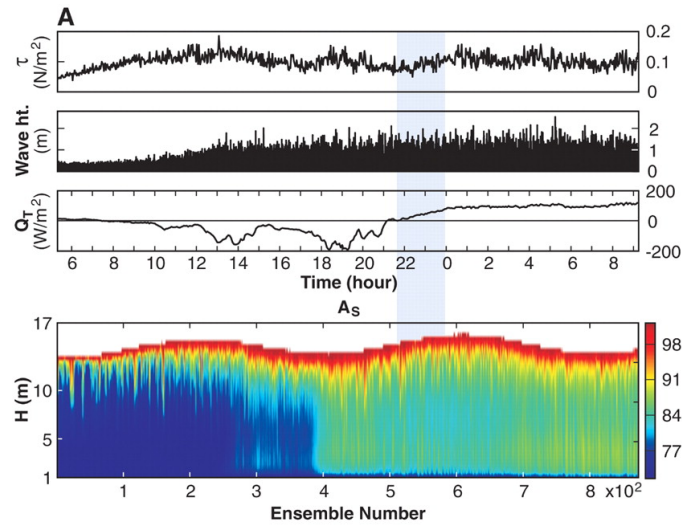 A
τ
(N/m²)
0.2
0.1
0
Wave ht.
(m)
2
1
0
Q_T
(W/m²)
200
0
-200
6 8 10 12 14 16 18 20 22 0 2 4 6 8
Time (hour)
A_S
H (m)
17
10
5
1
98
91
84
77
1 2 3 4 5 6 7 8 x10²
Ensemble Number